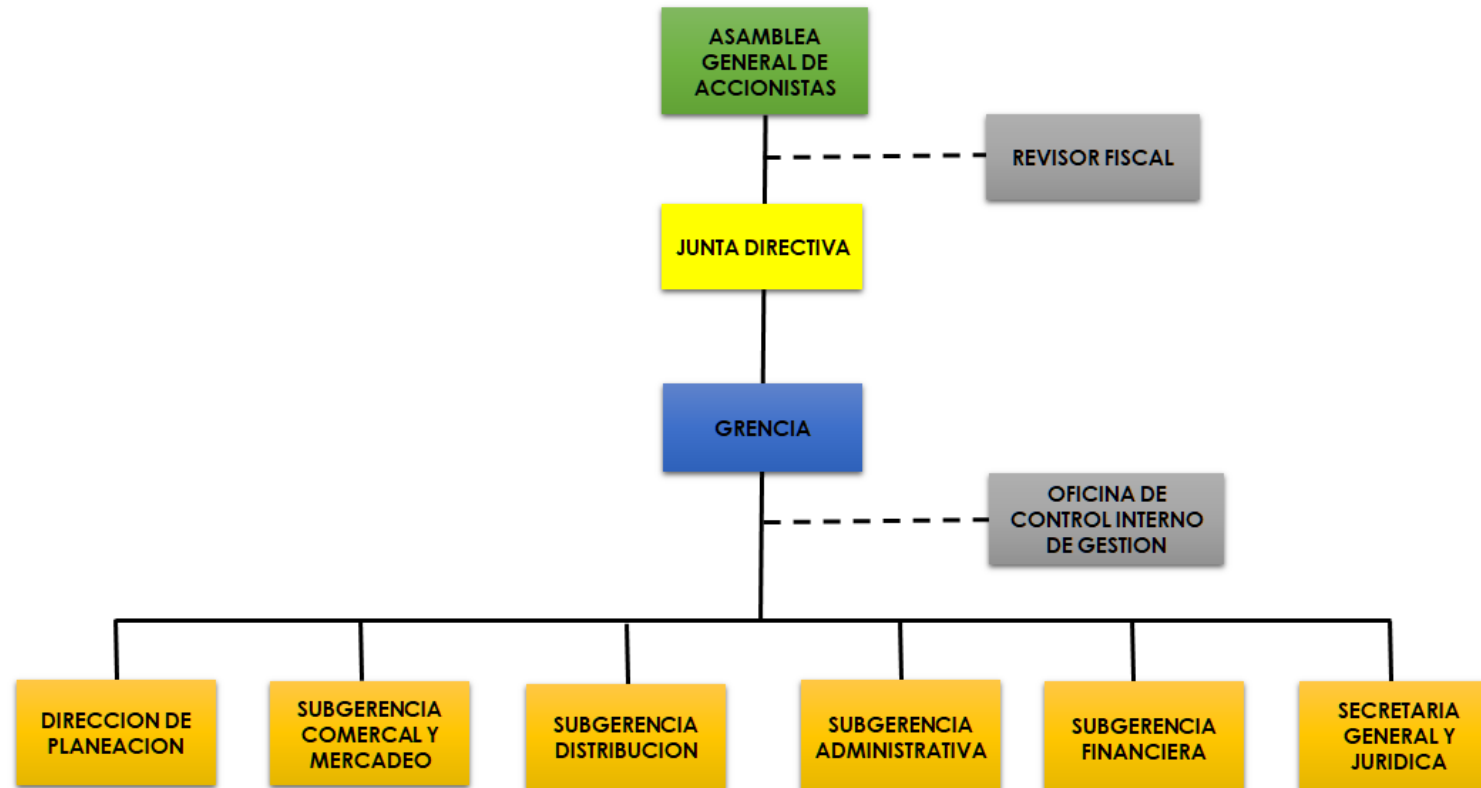 ASAMBLEA
GENERAL DE
ACCIONISTAS
REVISOR FISCAL
JUNTA DIRECTIVA
GRENCIA
OFICINA DE
CONTROL INTERNO
DE GESTION
DIRECCION DE
PLANEACION
SUBGERENCIA
COMERCAL Y
MERCADEO
SUBGERENCIA
DISTRIBUCION
SUBGERENCIA
ADMINISTRATIVA
SUBGERENCIA
FINANCIERA
SECRETARIA
GENERAL Y
JURIDICA